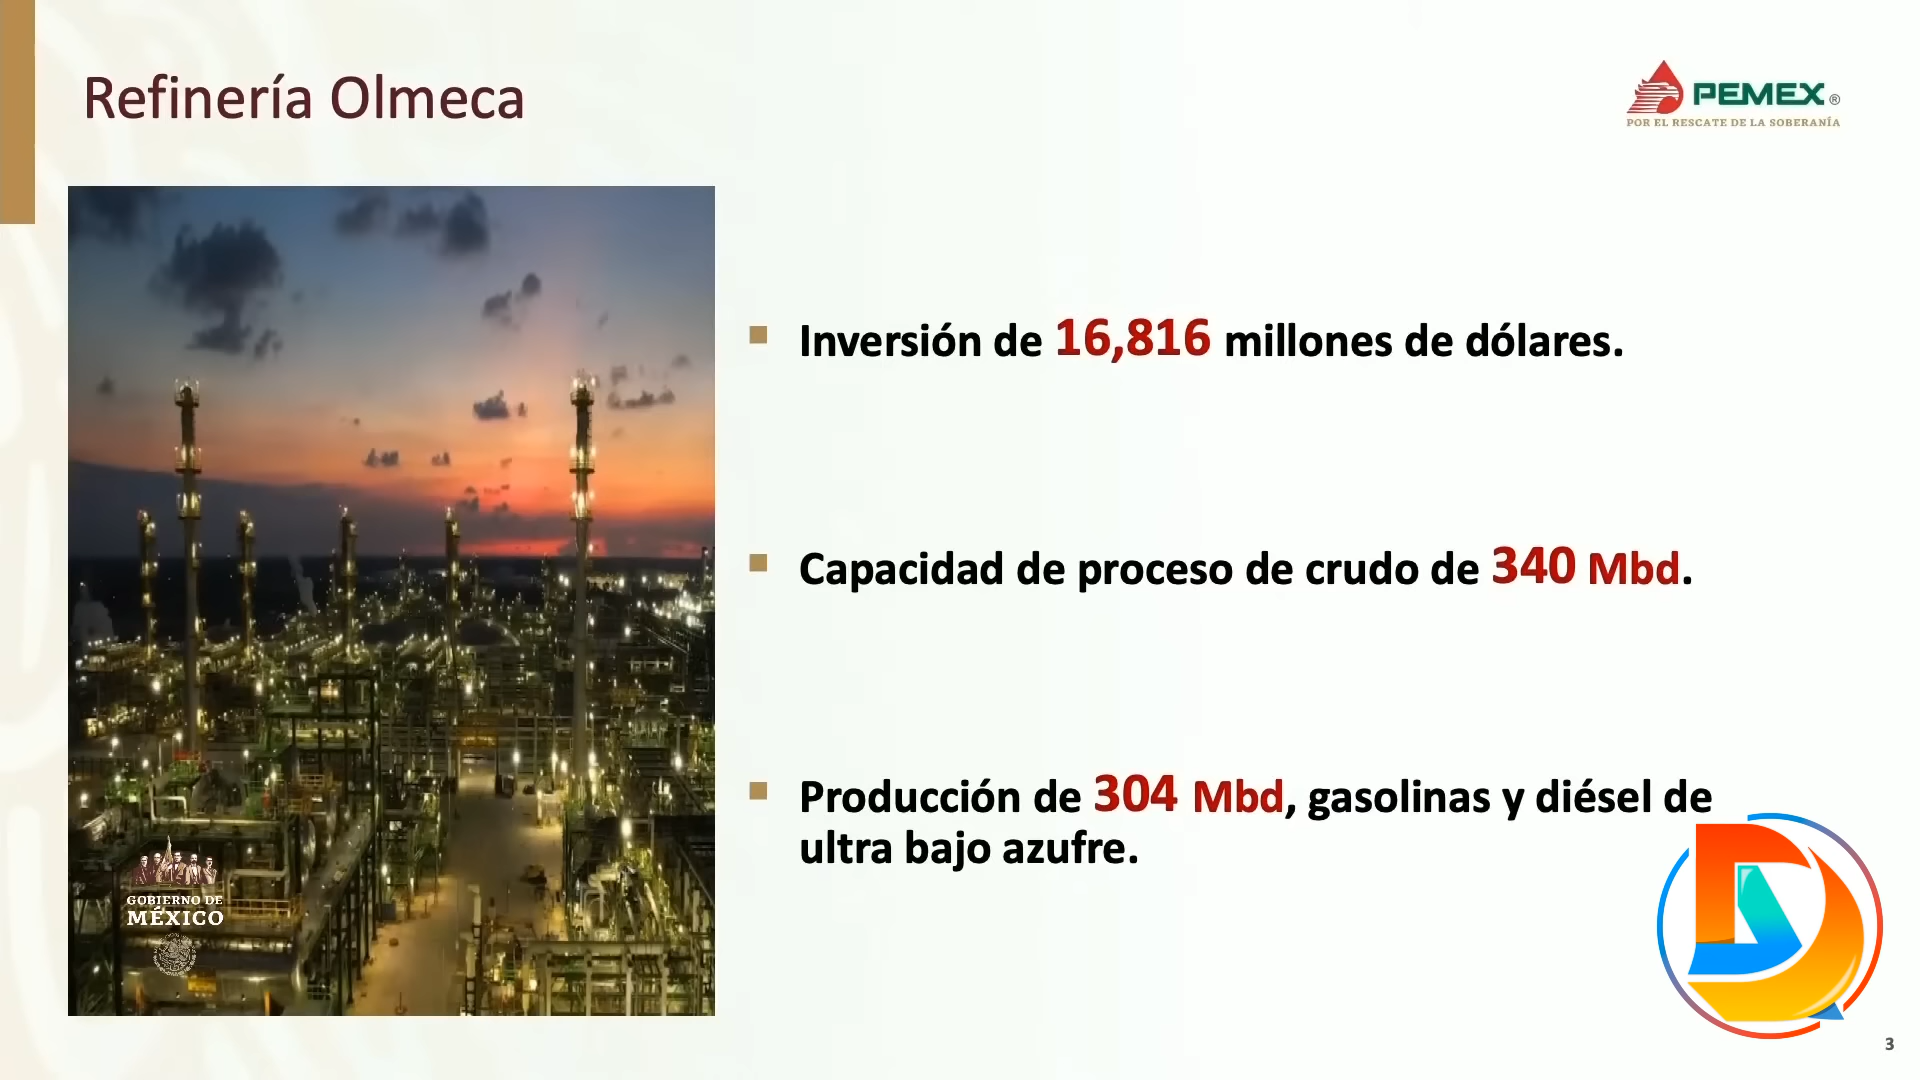 Refinería Olmeca
PEMEX®
POR EL RESCATE DE LA SOBERANÍA
Inversión de 16,816 millones de dólares.
Capacidad de proceso de crudo de 340 Mbd.
Producción de 304 Mbd, gasolinas y diésel de
ultra bajo azufre.
GOBIERNO DE
MÉXICO
3